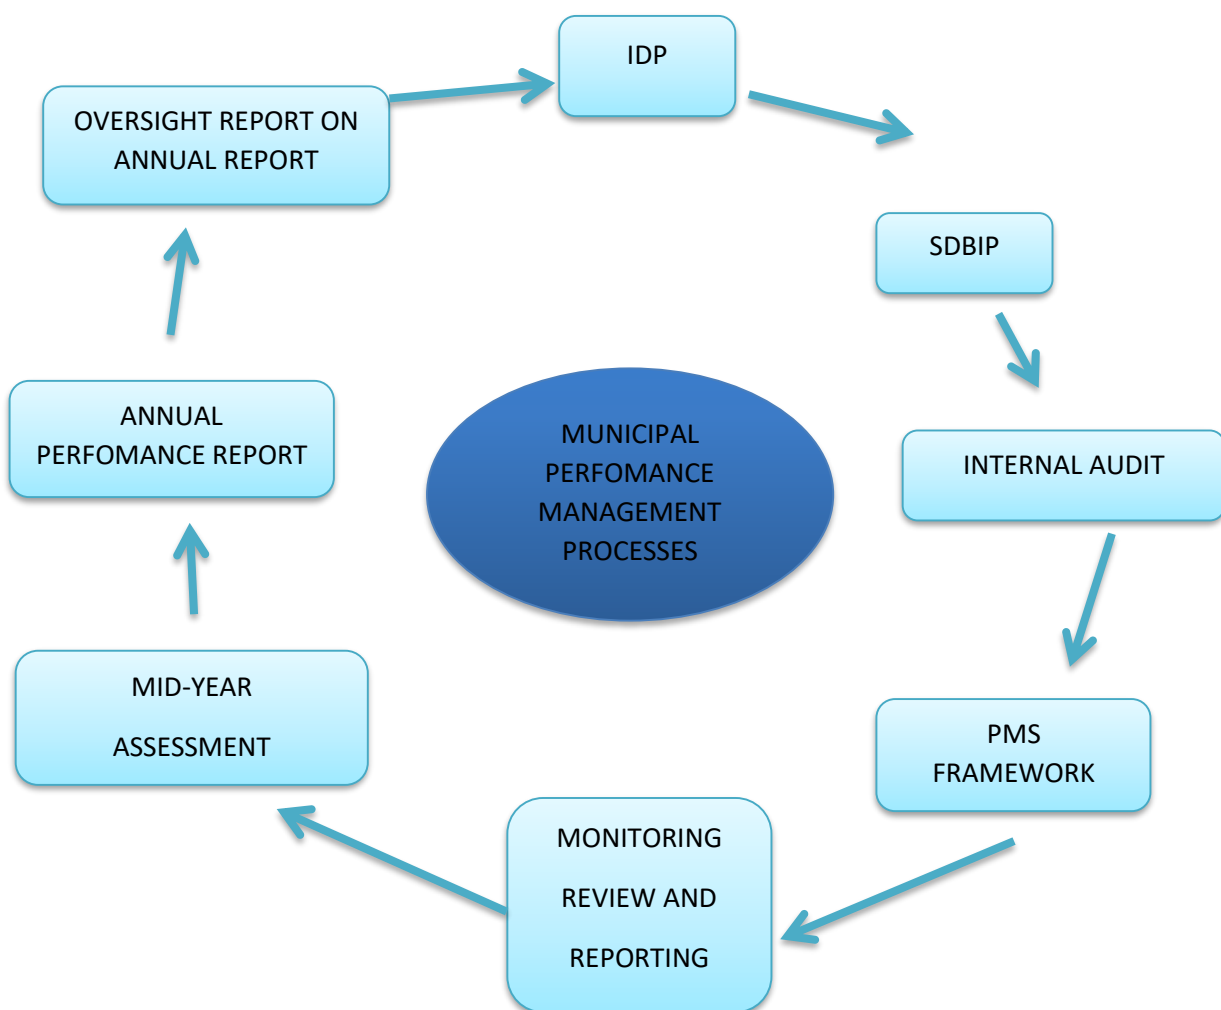 IDP
OVERSIGHT REPORT ON
ANNUAL REPORT
SDBIP
ANNUAL
PERFOMANCE REPORT
MUNICIPAL
PERFOMANCE
MANAGEMENT
PROCESSES
INTERNAL AUDIT
MID-YEAR
ASSESSMENT
PMS
FRAMEWORK
MONITORING
REVIEW AND
REPORTING